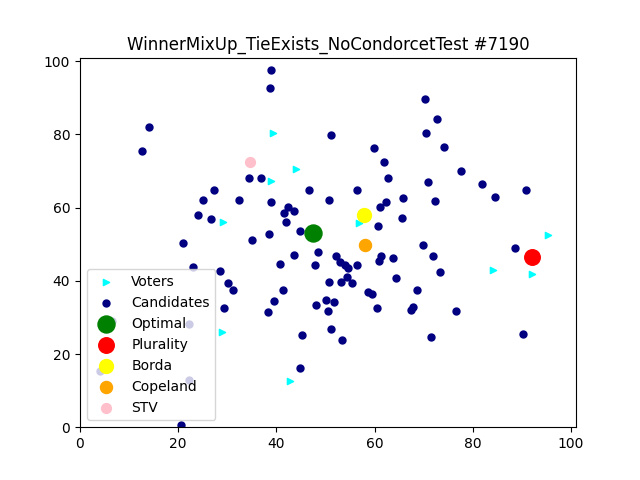 WinnerMixUp_TieExists_NoCondorcetTest #7190
100
80
60
40
20
0
0 20 40 60 80 100
Voters
Candidates
Optimal
Plurality
Borda
Copeland
STV